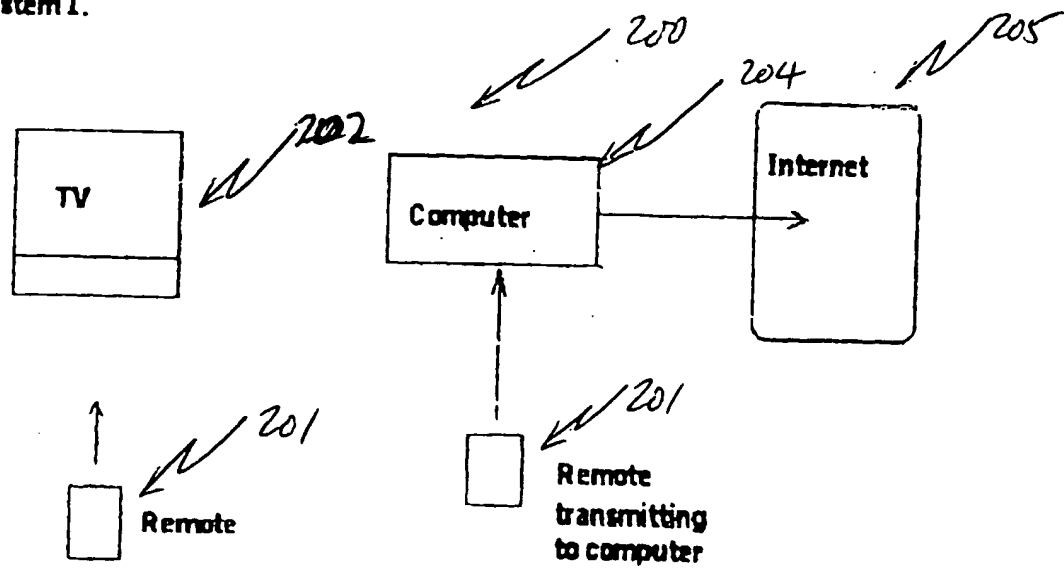 stem 1.
200
205
204
202
TV
Computer
Internet
201
201
Remote
Remote
transmitting
to computer